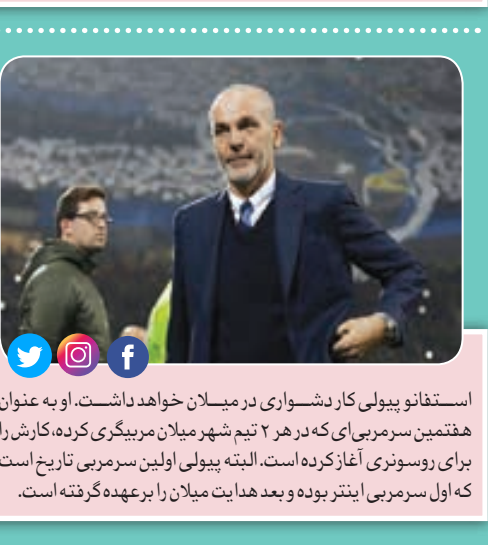 استفانو پیولی کار دشواری در میلان خواهد داشت. او به عنوان
هفتمین سرمربی‌ای که در هر ۲ تیم شهر میلان مربیگری کرده، کارش را
برای روسونری آغاز کرده است. البته پیولی اولین سرمربی تاریخ است
که اول سرمربی اینتر بوده و بعد هدایت میلان را برعهده گرفته است.